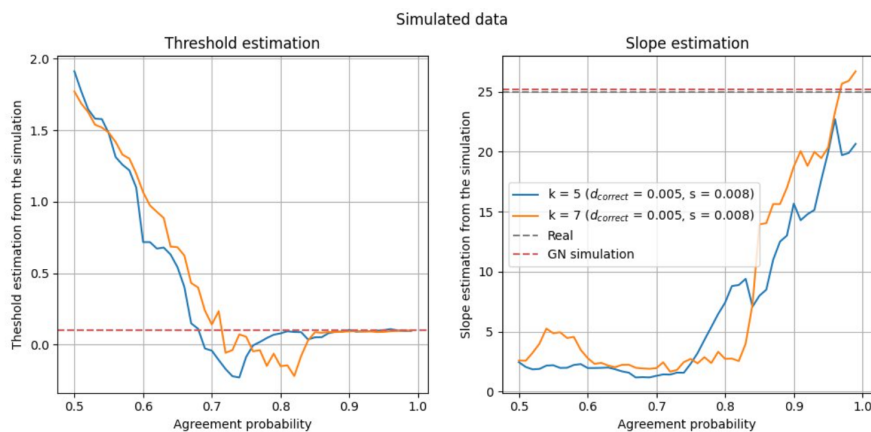 Simulated data
Threshold estimation
Theshold estimation from the simulation
2.0
1.5
1.0
0.5
0.0
0.5 0.6 0.7 0.8 0.9 1.0
Agreement probability
Slope estimation
Slope estimation from the simulation
25
20
15
10
5
0
k = 5 (d_correct = 0.005, s = 0.008)
k = 7 (d_correct = 0.005, s = 0.008)
Real
GN simulation
0.5 0.6 0.7 0.8 0.9 1.0
Agreement probability